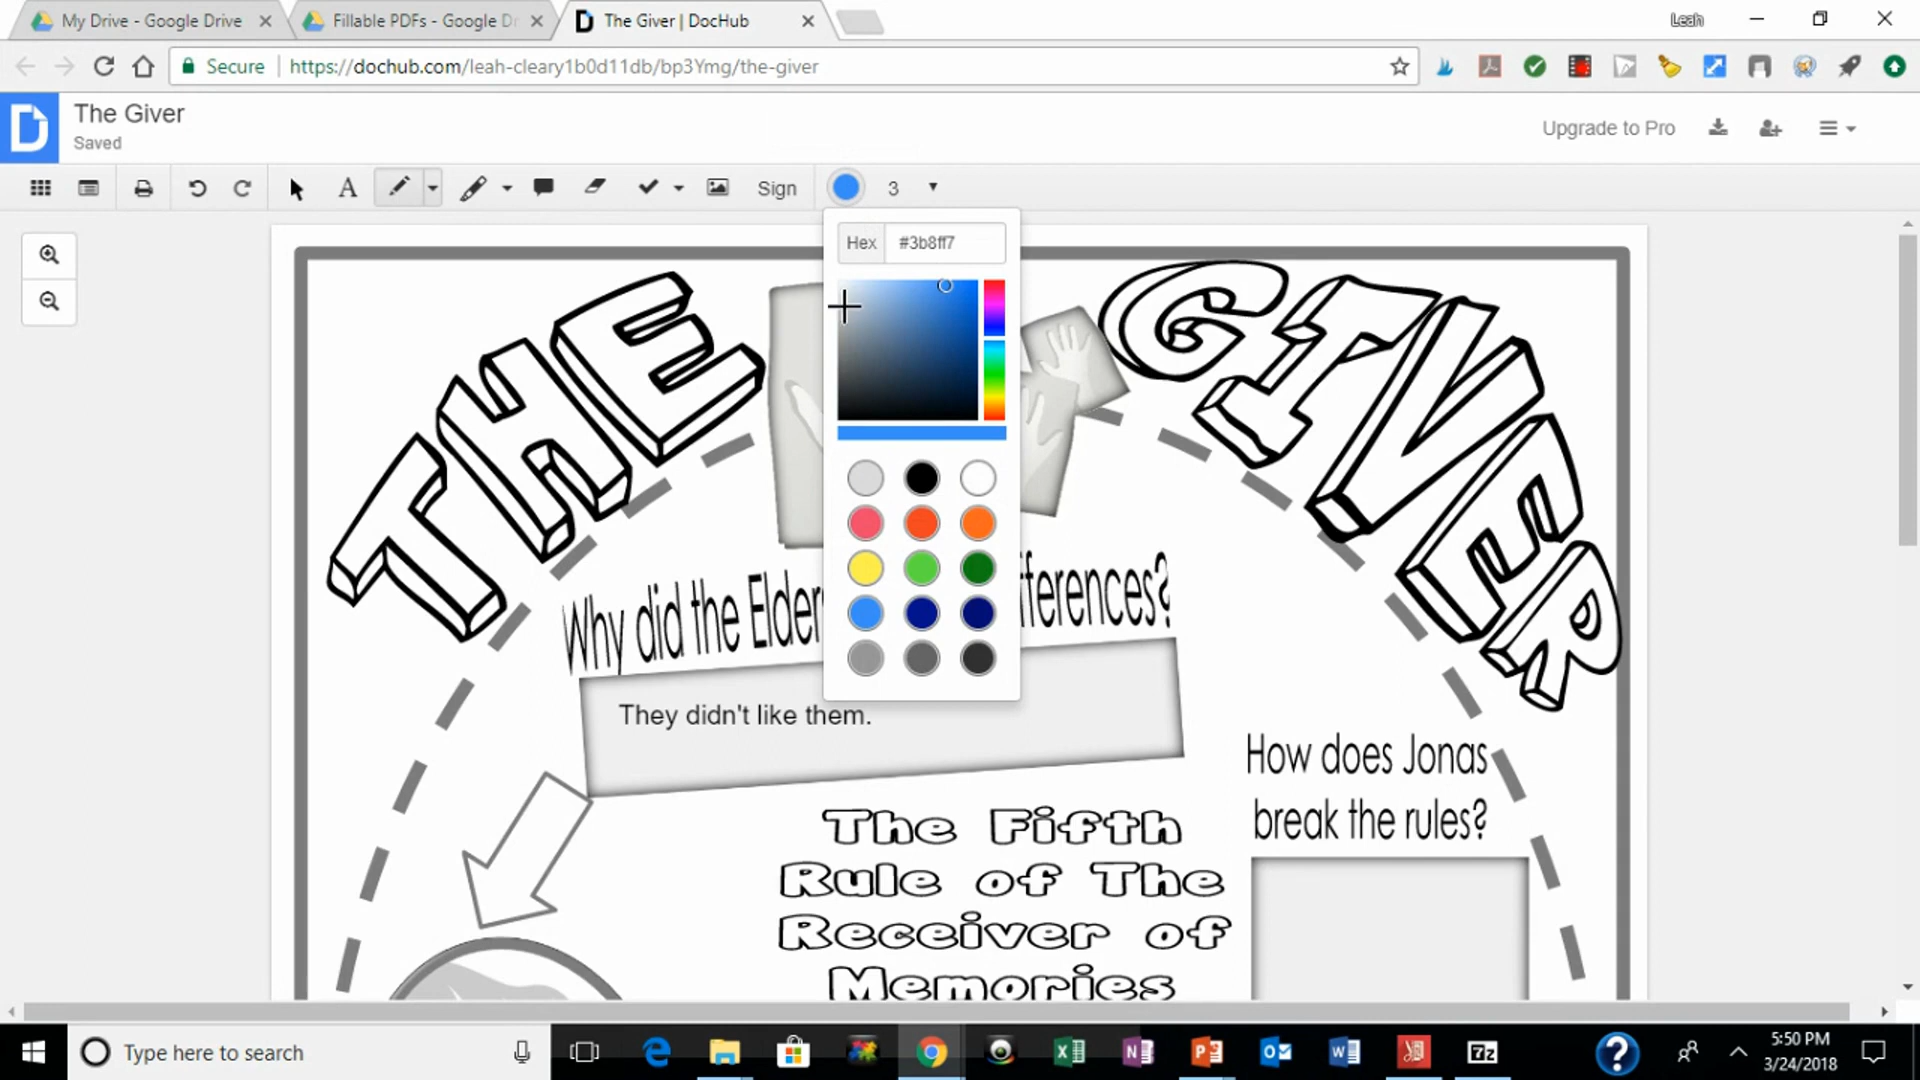 My Drive - Google Drive
Fillable PDFs - Google Dr
The Giver | DocHub
Leah
Secure
https://dochub.com/leah-cleary1b0d11db/bp3Ymg/the-giver
The Giver
Saved
Upgrade to Pro
A
Sign
3
Hex
#3b8ff7
THE
GIVER
Why did the Elder
fferences?
They didn't like them.
How does Jonas
break the rules?
The Fifth
Rule of The
Receiver of
Memories
Type here to search
5:50 PM
3/24/2018